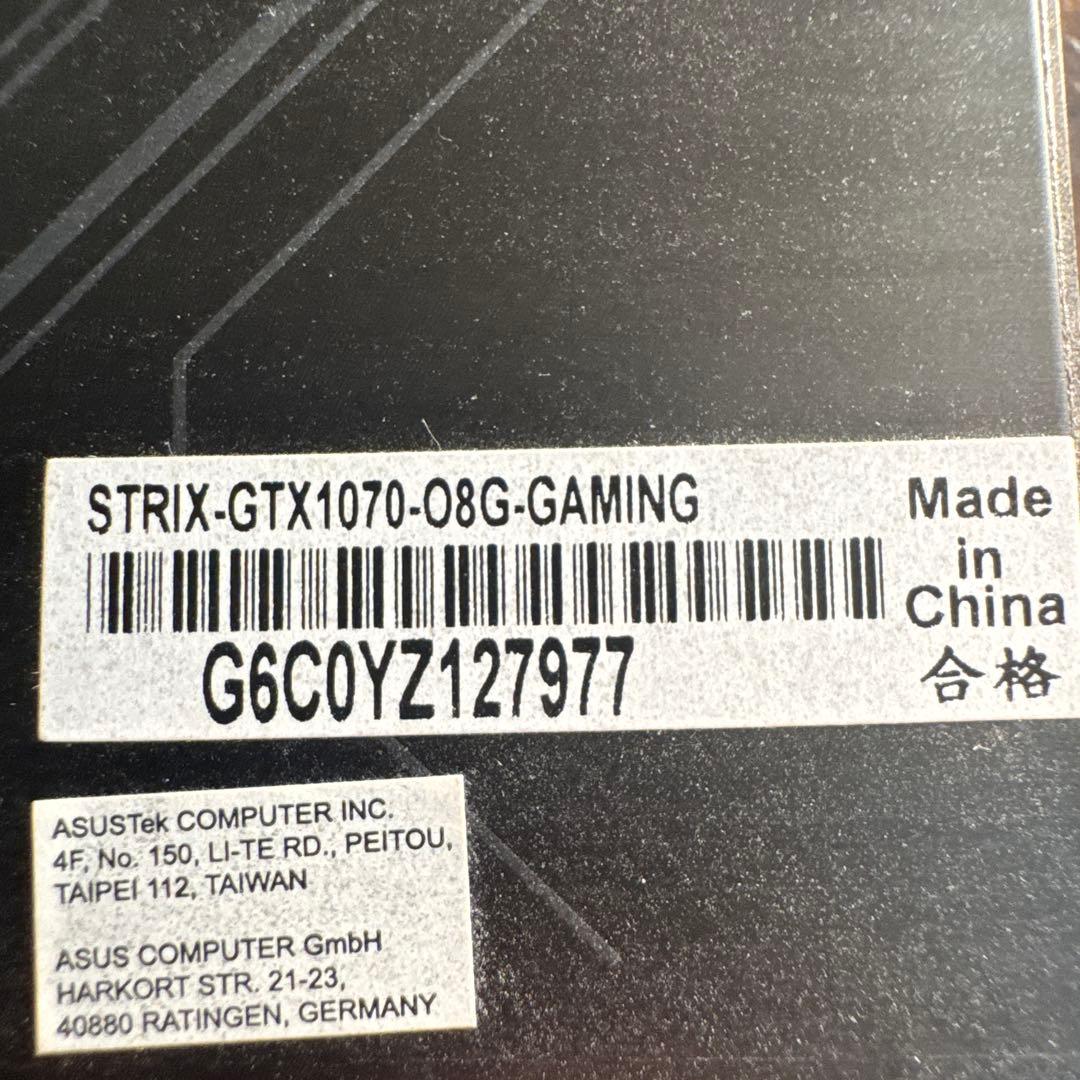 STRIX-GTX1070-O8G-GAMING
G6C0YZ127977
Made
in
China
合格
ASUSTek COMPUTER INC.
4F, No. 150, LI-TE RD., PEITOU,
TAIPEI 112, TAIWAN
ASUS COMPUTER GmbH
HARKORT STR. 21-23,
40880 RATINGEN, GERMANY